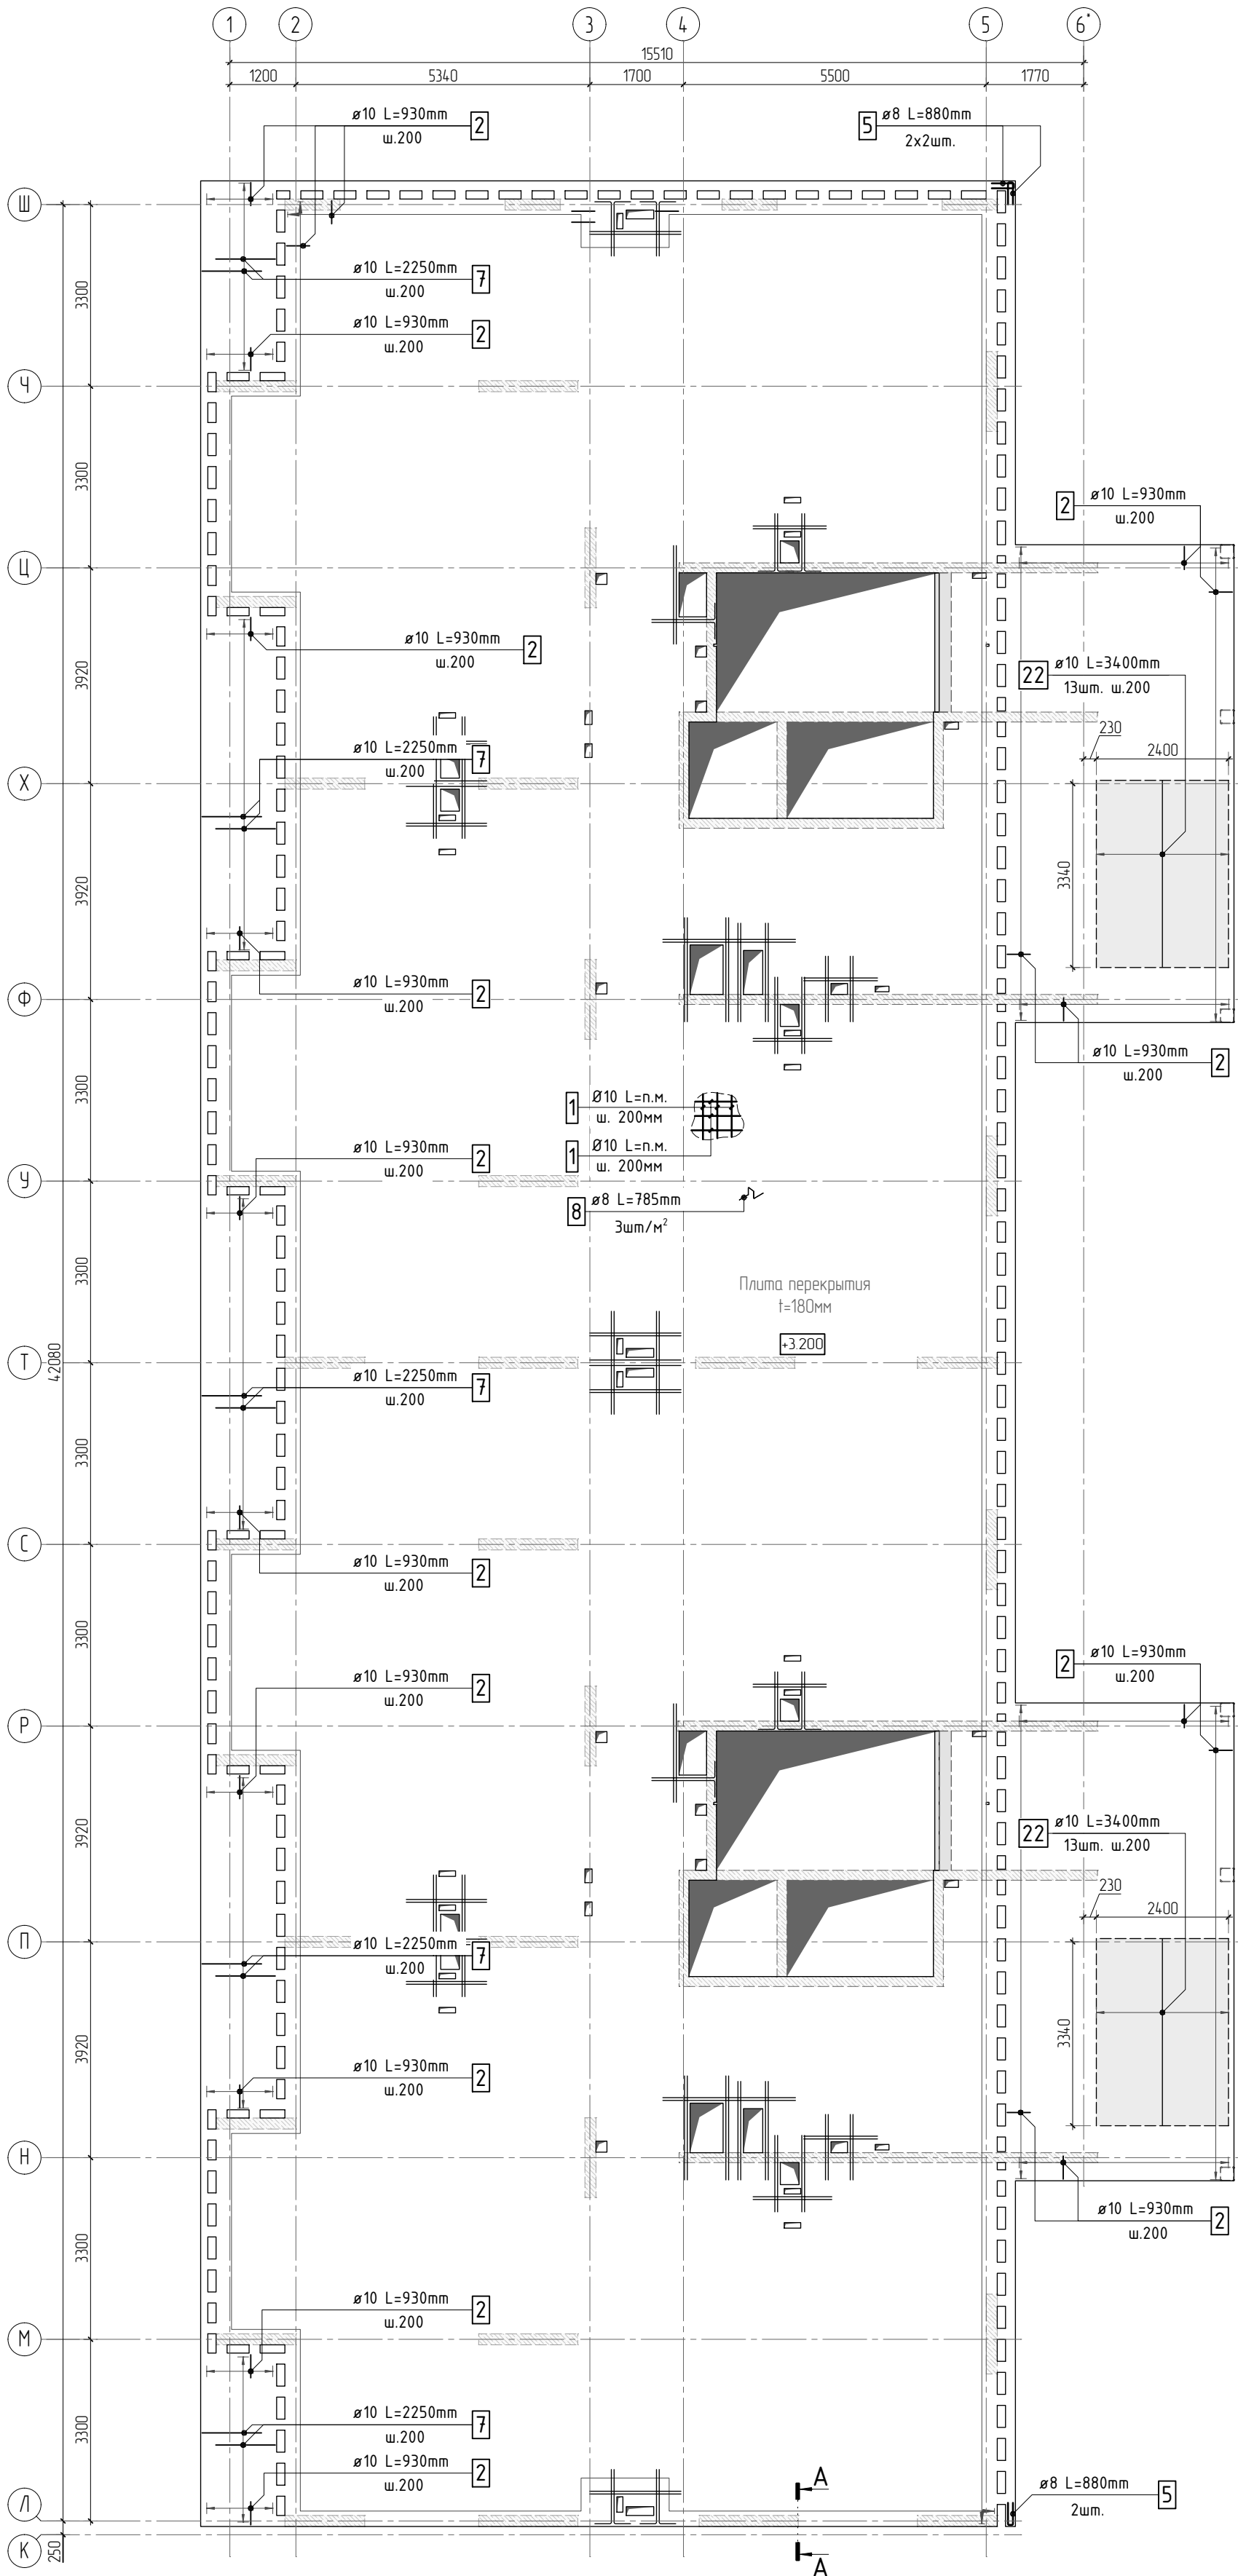 1
2
3
4
5
6*
15510
1200
5340
1700
5500
1770
ø10 L=930mm
ш.200
2
5
ø8 L=880mm
2x2шт.
Ш
3300
ø10 L=2250mm
ш.200
7
ø10 L=930mm
ш.200
2
Ч
3300
2
ø10 L=930mm
ш.200
Ц
3920
ø10 L=930mm
ш.200
2
22
ø10 L=3400mm
13шт. ш.200
230
2400
ø10 L=2250mm
ш.200
7
Х
3920
3340
ø10 L=930mm
ш.200
2
Ф
ø10 L=930mm
ш.200
2
3300
1
Ø10 L=п.м.
ш. 200мм
1
Ø10 L=п.м.
ш. 200мм
ø10 L=930mm
ш.200
2
У
8
ø8 L=785mm
3шт/м²
3300
Плита перекрытия
t=180мм
+3.200
Т
42080
ø10 L=2250mm
ш.200
7
3300
С
ø10 L=930mm
ш.200
2
3300
2
ø10 L=930mm
ш.200
ø10 L=930mm
ш.200
2
Р
3920
22
ø10 L=3400mm
13шт. ш.200
230
2400
П
ø10 L=2250mm
ш.200
7
3920
3340
ø10 L=930mm
ш.200
2
Н
ø10 L=930mm
ш.200
2
3300
ø10 L=930mm
ш.200
2
М
3300
ø10 L=2250mm
ш.200
7
ø10 L=930mm
ш.200
2
А
ø8 L=880mm
2шт.
5
Л
250
К
А